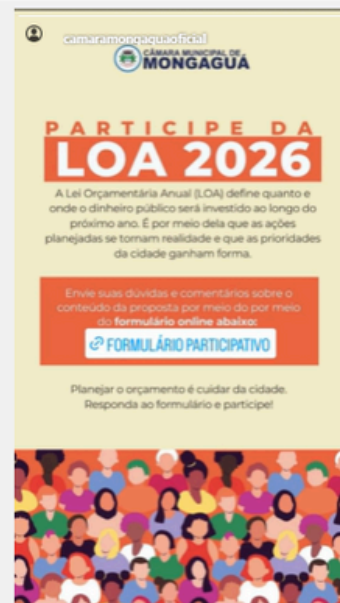 camaramongaguaoficial
CÂMARA MUNICIPAL DE
MONGAGUÁ
PARTICIPE DA
LOA 2026
A Lei Orçamentária Anual (LOA) define quanto e
onde o dinheiro público será investido ao longo do
próximo ano. É por meio dela que as ações
planejadas se tornam realidade e que as prioridades
da cidade ganham forma.
Envie suas dúvidas e comentários sobre o
conteúdo da proposta por meio do por meio
do formulário online abaixo:
FORMULÁRIO PARTICIPATIVO
Planejar o orçamento é cuidar da cidade.
Responda ao formulário e participe!